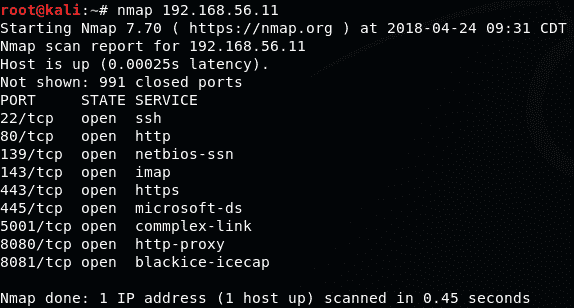 root@kali:~# nmap 192.168.56.11
Starting Nmap 7.70 ( https://nmap.org ) at 2018-04-24 09:31 CDT
Nmap scan report for 192.168.56.11
Host is up (0.00025s latency).
Not shown: 991 closed ports
PORT     STATE SERVICE
22/tcp   open  ssh
80/tcp   open  http
139/tcp  open  netbios-ssn
143/tcp  open  imap
443/tcp  open  https
445/tcp  open  microsoft-ds
5001/tcp open  commplex-link
8080/tcp open  http-proxy
8081/tcp open  blackice-icecap
Nmap done: 1 IP address (1 host up) scanned in 0.45 seconds